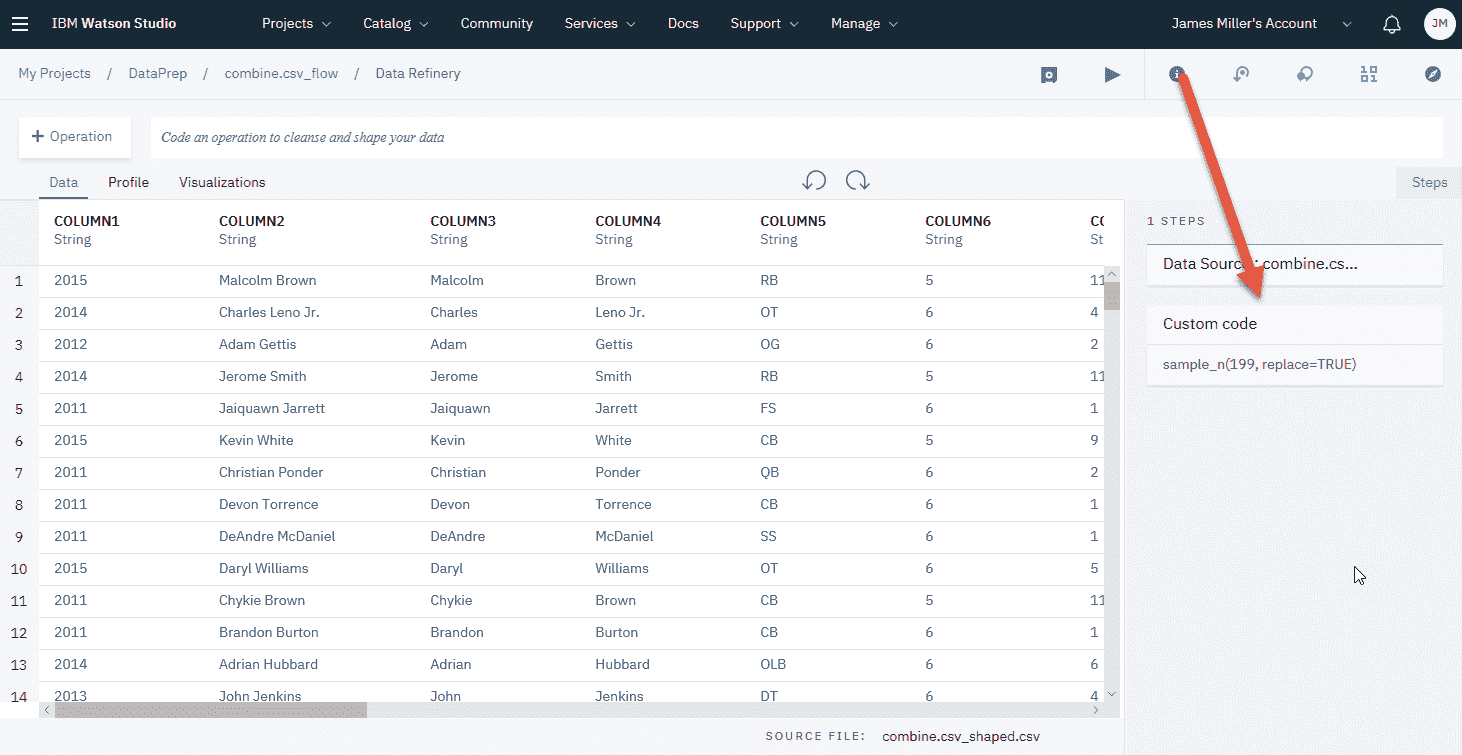 IBM Watson Studio Projects Catalog Community Services Docs Support Manage James Miller's Account JM
My Projects / DataPrep / combine.csv_flow / Data Refinery
+ Operation Code an operation to cleanse and shape your data
Data Profile Visualizations Steps
COLUMN1 COLUMN2 COLUMN3 COLUMN4 COLUMN5 COLUMN6
String String String String String String St
1 2015 Malcolm Brown Malcolm Brown RB 5 11
2 2014 Charles Leno Jr. Charles Leno Jr. OT 6 4
3 2012 Adam Gettis Adam Gettis OG 6 2
4 2014 Jerome Smith Jerome Smith RB 5 11
5 2011 Jaiquawn Jarrett Jaiquawn Jarrett FS 6 1
6 2015 Kevin White Kevin White CB 5 9
7 2011 Christian Ponder Christian Ponder QB 6 2
8 2011 Devon Torrence Devon Torrence CB 6 1
9 2011 DeAndre McDaniel DeAndre McDaniel SS 6 1
10 2015 Daryl Williams Daryl Williams OT 6 5
11 2011 Chykie Brown Chykie Brown CB 5 11
12 2011 Brandon Burton Brandon Burton CB 6 1
13 2014 Adrian Hubbard Adrian Hubbard OLB 6 6
14 2013 John Jenkins John Jenkins DT 6 4
SOURCE FILE: combine.csv_shaped.csv
1 STEPS
Data Source: combine.cs...
Custom code
sample_n(199, replace=TRUE)